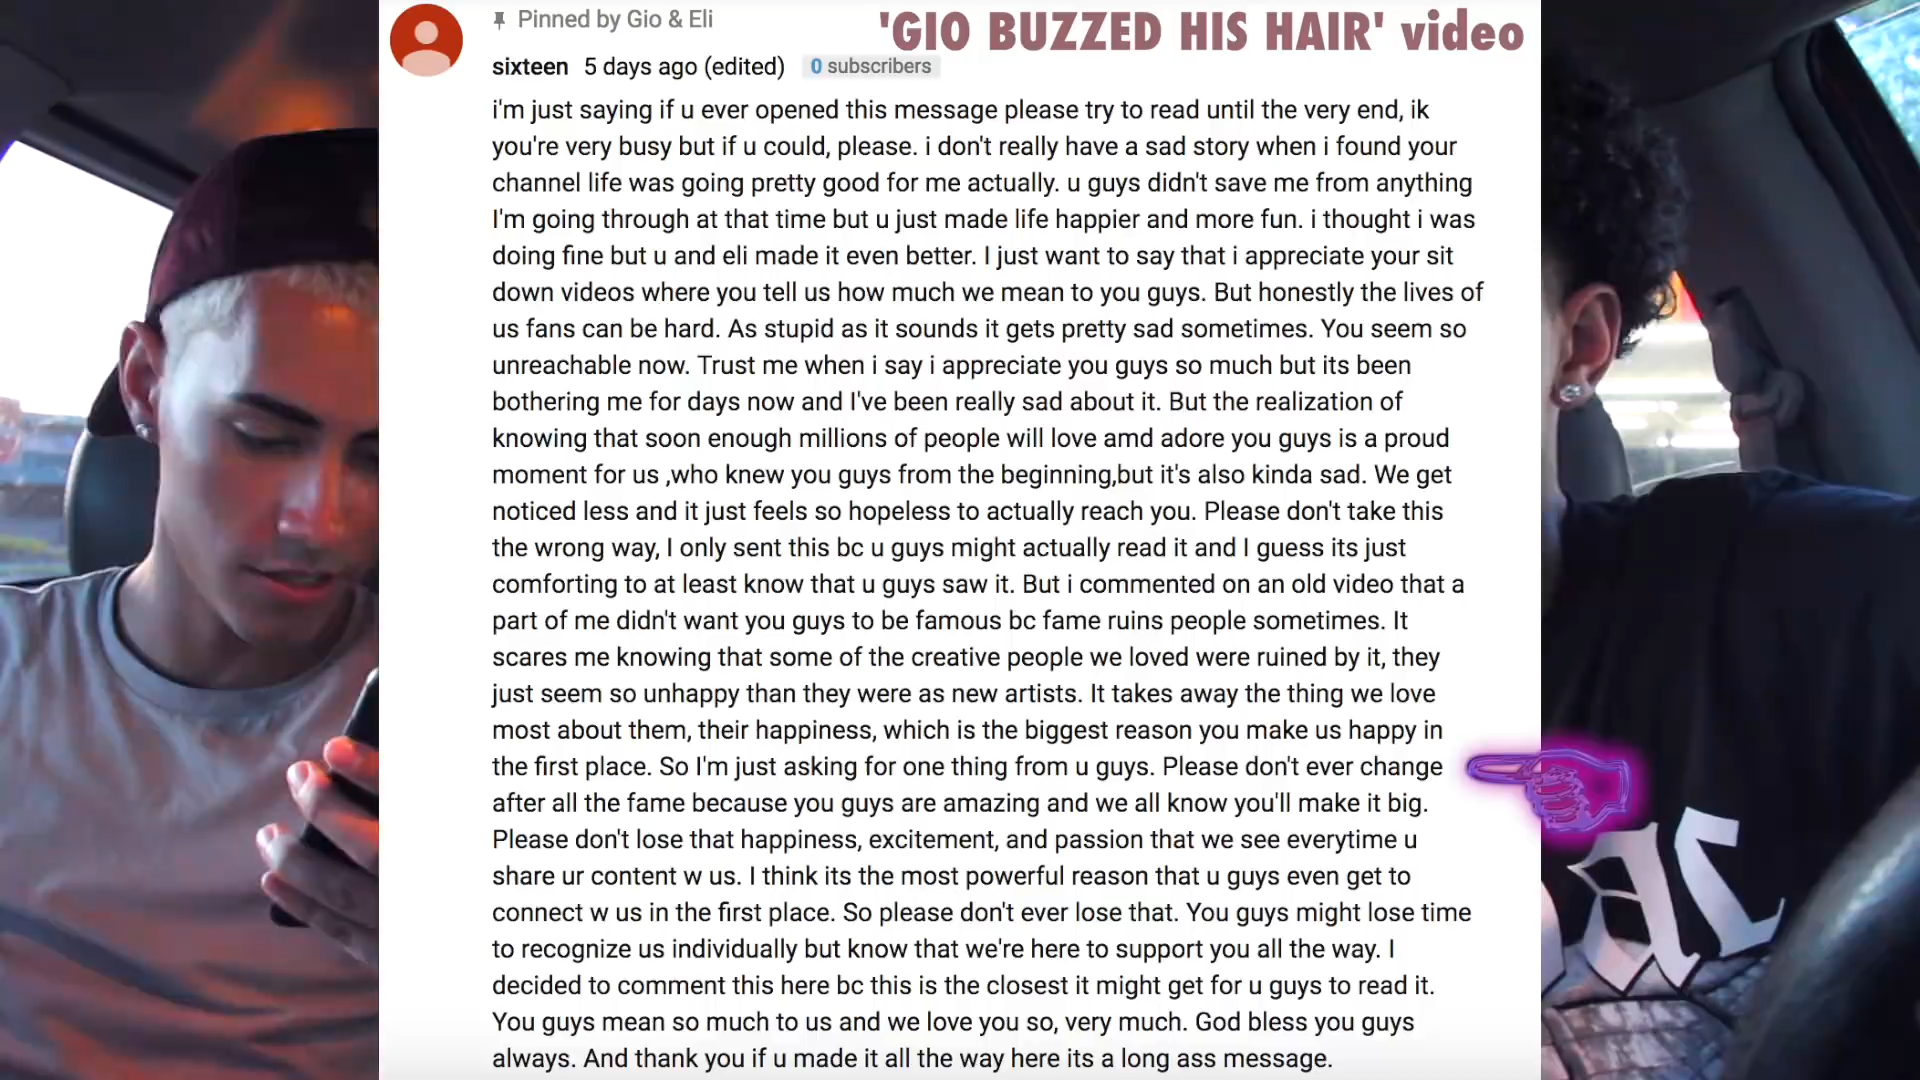 Pinned by Gio & Eli
'GIO BUZZED HIS HAIR' video
sixteen 5 days ago (edited) 0 subscribers
i'm just saying if u ever opened this message please try to read until the very end, ik
you're very busy but if u could, please. i don't really have a sad story when i found your
channel life was going pretty good for me actually. u guys didn't save me from anything
I'm going through at that time but u just made life happier and more fun. i thought i was
doing fine but u and eli made it even better. I just want to say that i appreciate your sit
down videos where you tell us how much we mean to you guys. But honestly the lives of
us fans can be hard. As stupid as it sounds it gets pretty sad sometimes. You seem so
unreachable now. Trust me when i say i appreciate you guys so much but its been
bothering me for days now and I've been really sad about it. But the realization of
knowing that soon enough millions of people will love amd adore you guys is a proud
moment for us ,who knew you guys from the beginning,but it's also kinda sad. We get
noticed less and it just feels so hopeless to actually reach you. Please don't take this
the wrong way, I only sent this bc u guys might actually read it and I guess its just
comforting to at least know that u guys saw it. But i commented on an old video that a
part of me didn't want you guys to be famous bc fame ruins people sometimes. It
scares me knowing that some of the creative people we loved were ruined by it, they
just seem so unhappy than they were as new artists. It takes away the thing we love
most about them, their happiness, which is the biggest reason you make us happy in
the first place. So I'm just asking for one thing from u guys. Please don't ever change
after all the fame because you guys are amazing and we all know you'll make it big.
Please don't lose that happiness, excitement, and passion that we see everytime u
share ur content w us. I think its the most powerful reason that u guys even get to
connect w us in the first place. So please don't ever lose that. You guys might lose time
to recognize us individually but know that we're here to support you all the way. I
decided to comment this here bc this is the closest it might get for u guys to read it.
You guys mean so much to us and we love you so, very much. God bless you guys
always. And thank you if u made it all the way here its a long ass message.